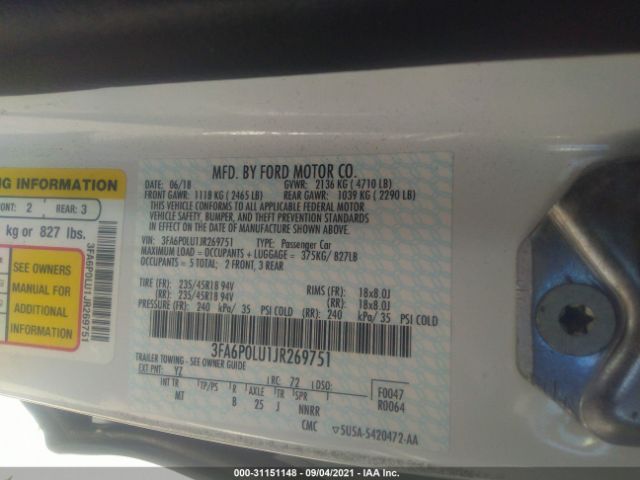 MFD. BY FORD MOTOR CO.
DATE: 06/18 GVWR: 2136 KG ( 4710 LB)
FRONT GAWR: 1118 KG ( 2465 LB) REAR GAWR: 1039 KG ( 2290 LB)
THIS VEHICLE CONFORMS TO ALL APPLICABLE FEDERAL MOTOR
VEHICLE SAFETY, BUMPER, AND THEFT PREVENTION STANDARDS
IN EFFECT ON THE DATE OF MANUFACTURE SHOWN ABOVE.
VIN: 3FA6P0LU1JR269751 TYPE: Passenger Car
MAXIMUM LOAD = OCCUPANTS + LUGGAGE = 375KG/ 827LB
OCCUPANTS = 5 TOTAL; 2 FRONT, 3 REAR
TIRE (FR): 235/45R18 94V RIMS (FR): 18x8.0J
(RR): 235/45R18 94V (RR): 18x8.0J
PRESSURE (FR): 240 kPa/ 35 PSI COLD (RR): 240 kPa/ 35 PSI COLD
3FA6P0LU1JR269751
TRAILER TOWING - SEE OWNER GUIDE
EXT PNT: YZ RC: 72 DSO: F0047
INT TR TP/PS R AXLE TR SPR R0064
MT B 25 J NNRR
CMC ▽5U5A-5420472-AA
NG INFORMATION
ONT: 2 REAR: 3
kg or 827 lbs.
SEE OWNERS
MANUAL FOR
ADDITIONAL
INFORMATION
3FA6P0LU1JR269751
000-31151148 - 09/04/2021 - IAA Inc.